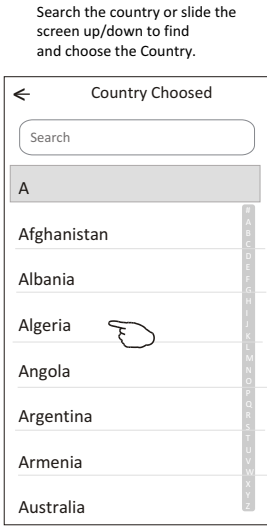 Search the country or slide the
screen up/down to find
and choose the Country.
Country Choosed
Search
A
Afghanistan
Albania
Algeria
Angola
Argentina
Armenia
Australia
#
A
B
C
D
E
F
G
H
I
J
K
L
M
N
O
P
Q
R
S
T
U
V
W
X
Y
Z